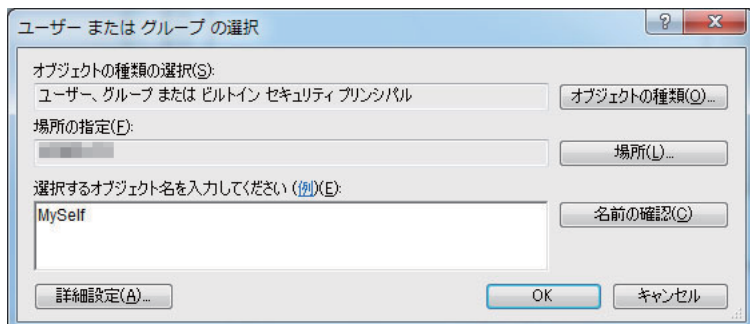 ユーザー または グループ の選択
オブジェクトの種類の選択(S):
ユーザー、グループ または ビルトイン セキュリティ プリンシパル
オブジェクトの種類(O)...
場所の指定(F):
場所(L)...
選択するオブジェクト名を入力してください (例)(E):
MySelf
名前の確認(C)
詳細設定(A)...
OK
キャンセル